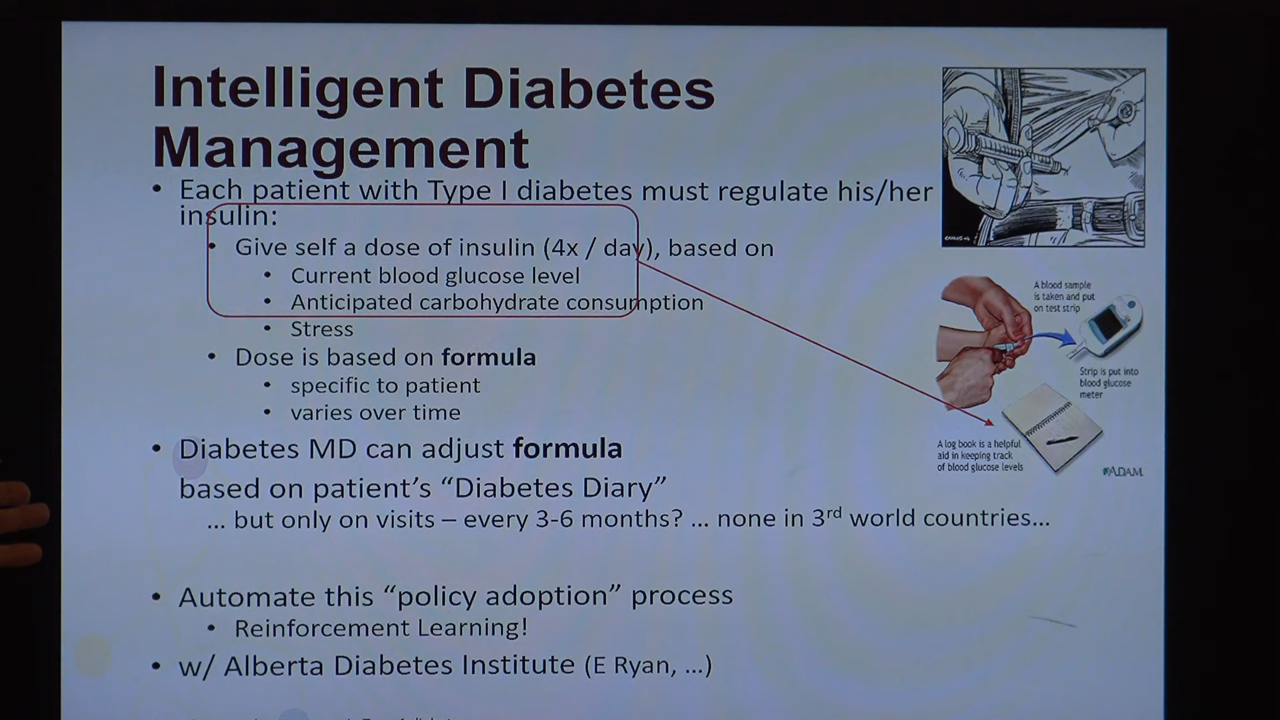 Intelligent Diabetes
Management
• Each patient with Type I diabetes must regulate his/her
insulin:
• Give self a dose of insulin (4x / day), based on
• Current blood glucose level
• Anticipated carbohydrate consumption
• Stress
• Dose is based on formula
• specific to patient
• varies over time
• Diabetes MD can adjust formula
based on patient's “Diabetes Diary”
... but only on visits – every 3-6 months? ... none in 3rd world countries...
• Automate this “policy adoption” process
• Reinforcement Learning!
• w/ Alberta Diabetes Institute (E Ryan, ...)
A blood sample
is taken and put
on test strip
Strip is put into
blood glucose
meter
A log book is a helpful
aid in keeping track
of blood glucose levels
ADAM